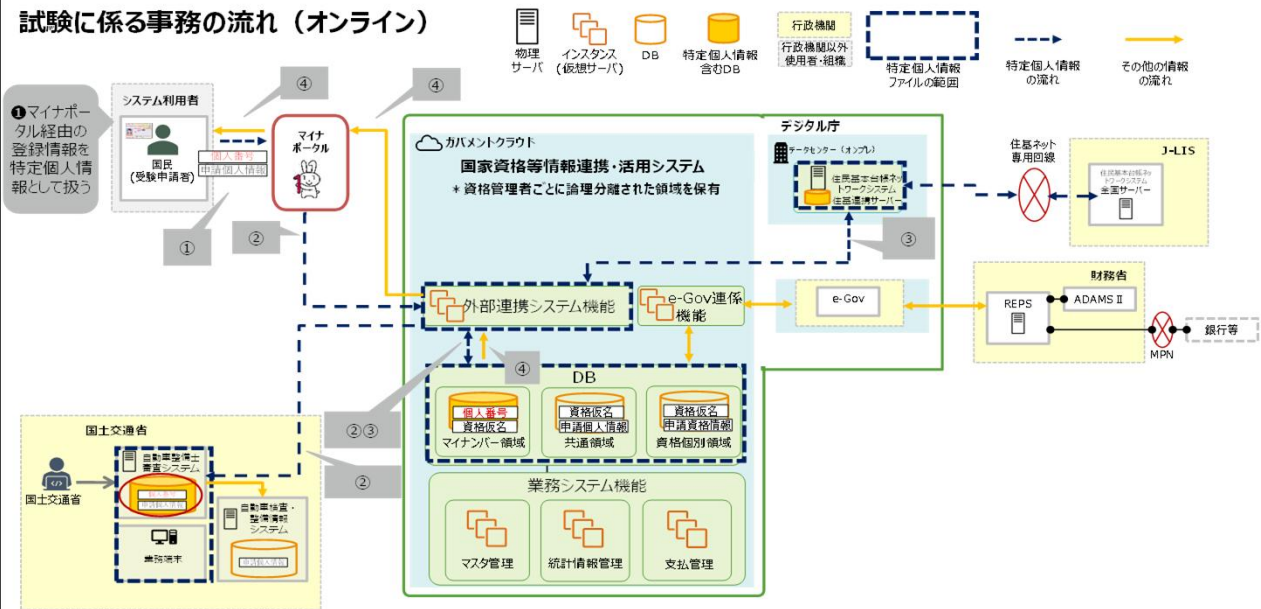 試験に係る事務の流れ（オンライン）
物理
サーバ
インスタンス
(仮想サーバ)
DB
特定個人情報
含むDB
行政機関
行政機関以外
使用者・組織
特定個人情報
ファイルの範囲
特定個人情報
の流れ
その他の情報
の流れ
❶マイナポー
タル経由の
登録情報を
特定個人情
報として扱う
システム利用者
国民
(受験申請者)
個人番号
申請個人情報
④
④
マイナ
ポータル
①
②
ガバメントクラウド
国家資格等情報連携・活用システム
＊資格管理者ごとに論理分離された領域を保有
デジタル庁
データセンター（オンプレ）
住民基本台帳ネッ
トワークシステム
住基連携サーバー
③
住基ネット
専用回線
J-LIS
住民基本台帳ネッ
トワークシステム
全国サーバー
外部連携システム機能
e-Gov連係
機能
e-Gov
財務省
REPS
ADAMSⅡ
MPN
銀行等
④
②③
②
DB
個人番号
資格仮名
マイナンバー領域
資格仮名
申請個人情報
共通領域
資格仮名
申請資格情報
資格個別領域
業務システム機能
マスタ管理
統計情報管理
支払管理
国土交通省
国土交通省
自動車整備士
審査システム
個人番号
申請個人情報
業務端末
自動車検査・
整備情報
システム
申請個人情報